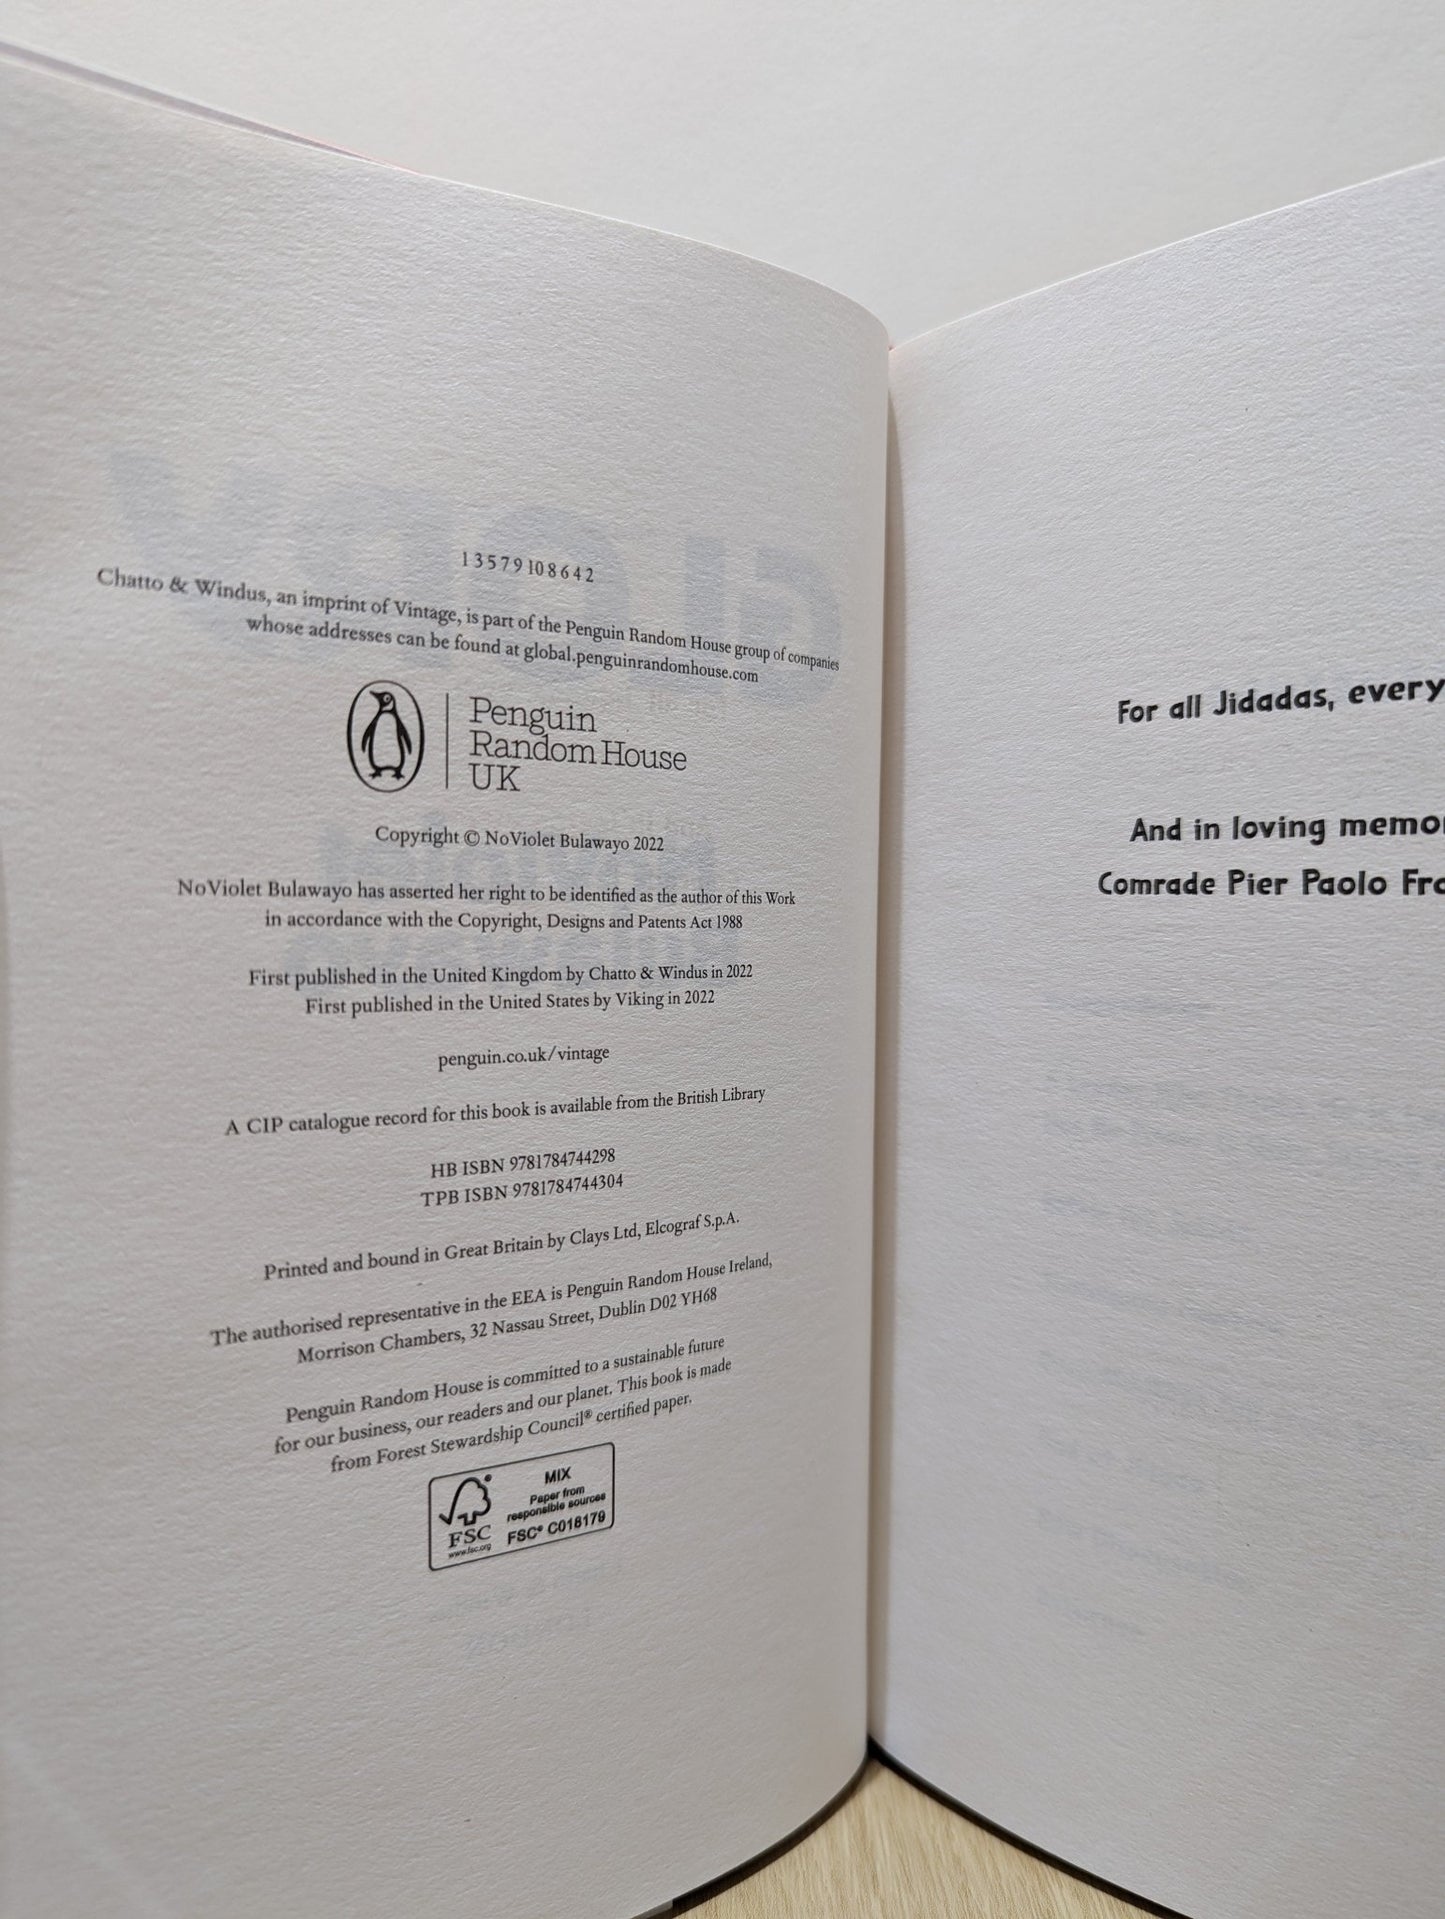 1 3 5 7 9 10 8 6 4 2
Chatto & Windus, an imprint of Vintage, is part of the Penguin Random House group of companies
whose addresses can be found at global.penguinrandomhouse.com
Penguin
Random House
UK
Copyright © NoViolet Bulawayo 2022
NoViolet Bulawayo has asserted her right to be identified as the author of this Work
in accordance with the Copyright, Designs and Patents Act 1988
First published in the United Kingdom by Chatto & Windus in 2022
First published in the United States by Viking in 2022
penguin.co.uk/vintage
A CIP catalogue record for this book is available from the British Library
HB ISBN 9781784744298
TPB ISBN 9781784744304
Printed and bound in Great Britain by Clays Ltd, Elcograf S.p.A.
The authorised representative in the EEA is Penguin Random House Ireland,
Morrison Chambers, 32 Nassau Street, Dublin D02 YH68
Penguin Random House is committed to a sustainable future
for our business, our readers and our planet. This book is made
from Forest Stewardship Council® certified paper.
FSC
www.fsc.org
MIX
Paper from
responsible sources
FSC® C018179
For all Jidadas, every
And in loving memo
Comrade Pier Paolo Fra